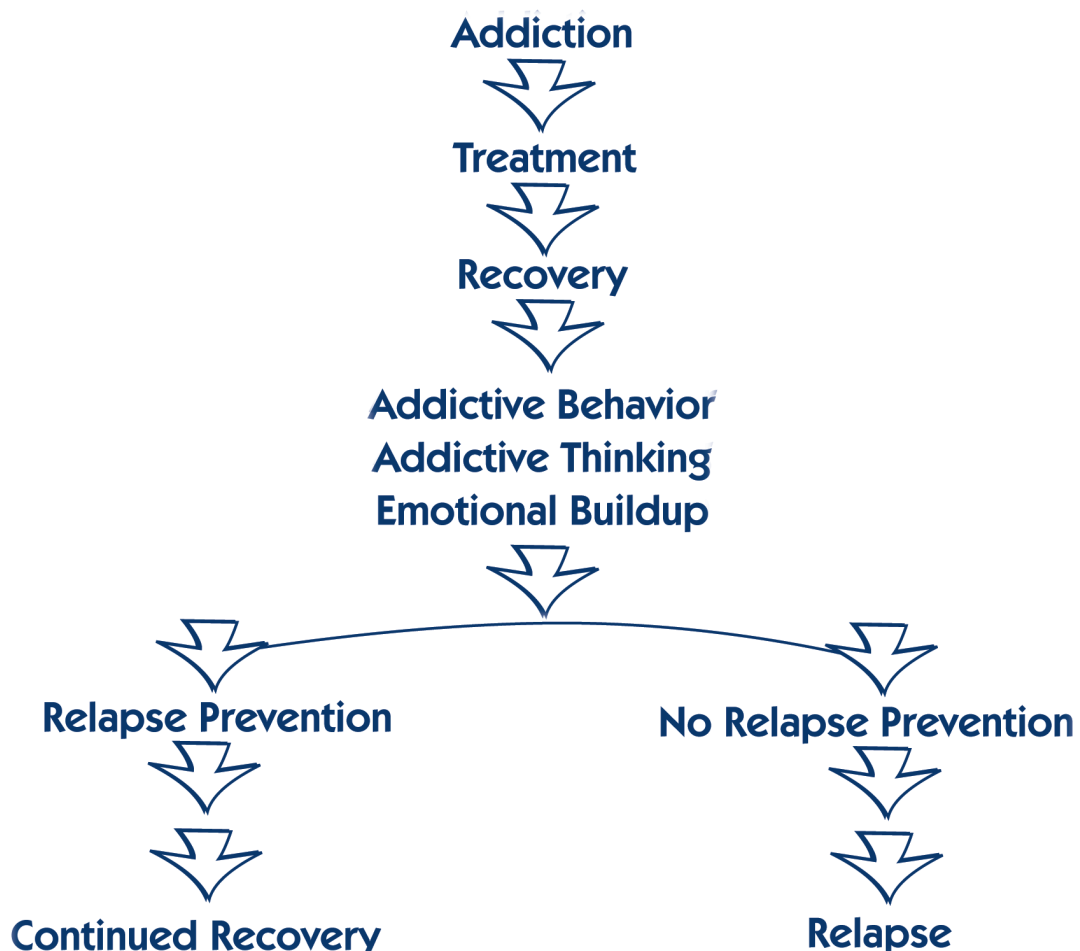 Addiction
Treatment
Recovery
Addictive Behavior
Addictive Thinking
Emotional Buildup
Relapse Prevention
No Relapse Prevention
Continued Recovery
Relapse